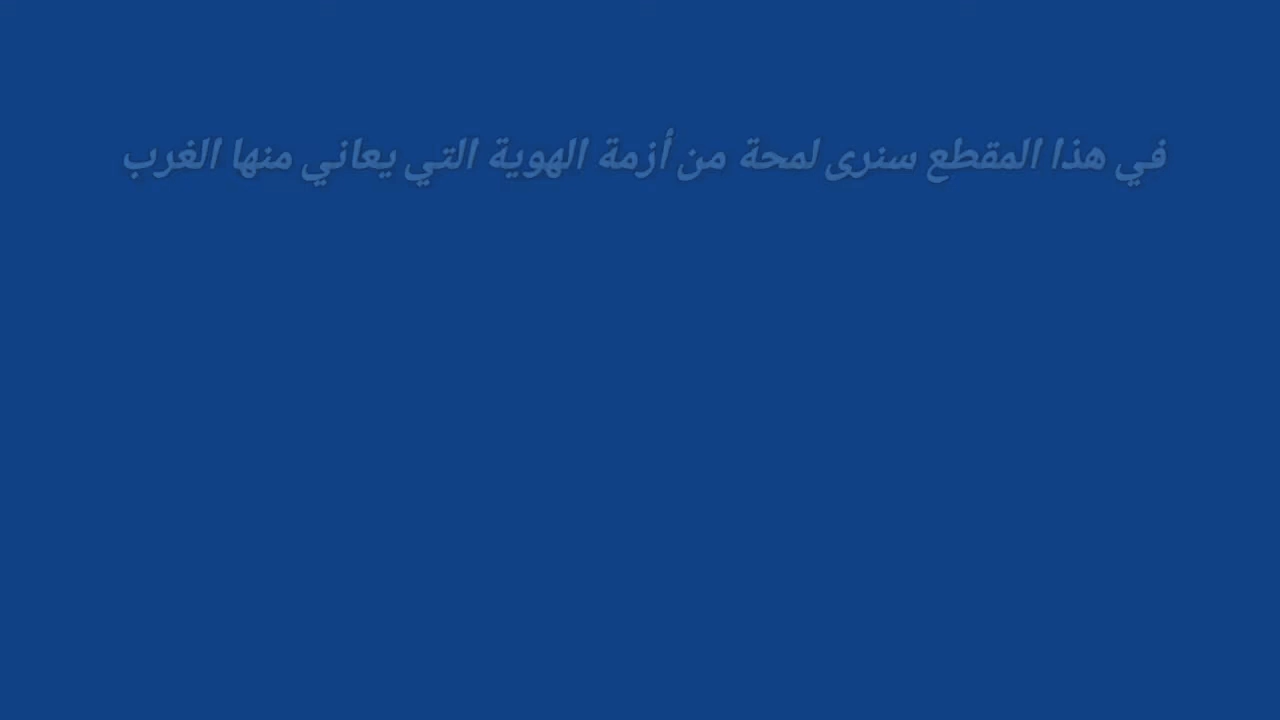 في هذا المقطع سنرى لمحة من أزمة الهوية التي يعاني منها الغرب